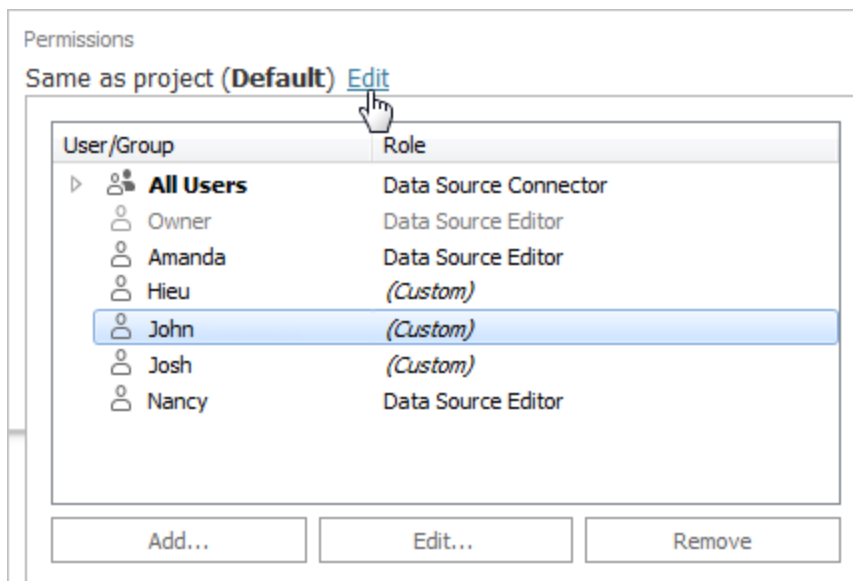 Permissions
Same as project (Default) Edit
User/Group Role
All Users Data Source Connector
Owner Data Source Editor
Amanda Data Source Editor
Hieu (Custom)
John (Custom)
Josh (Custom)
Nancy Data Source Editor
Add... Edit... Remove